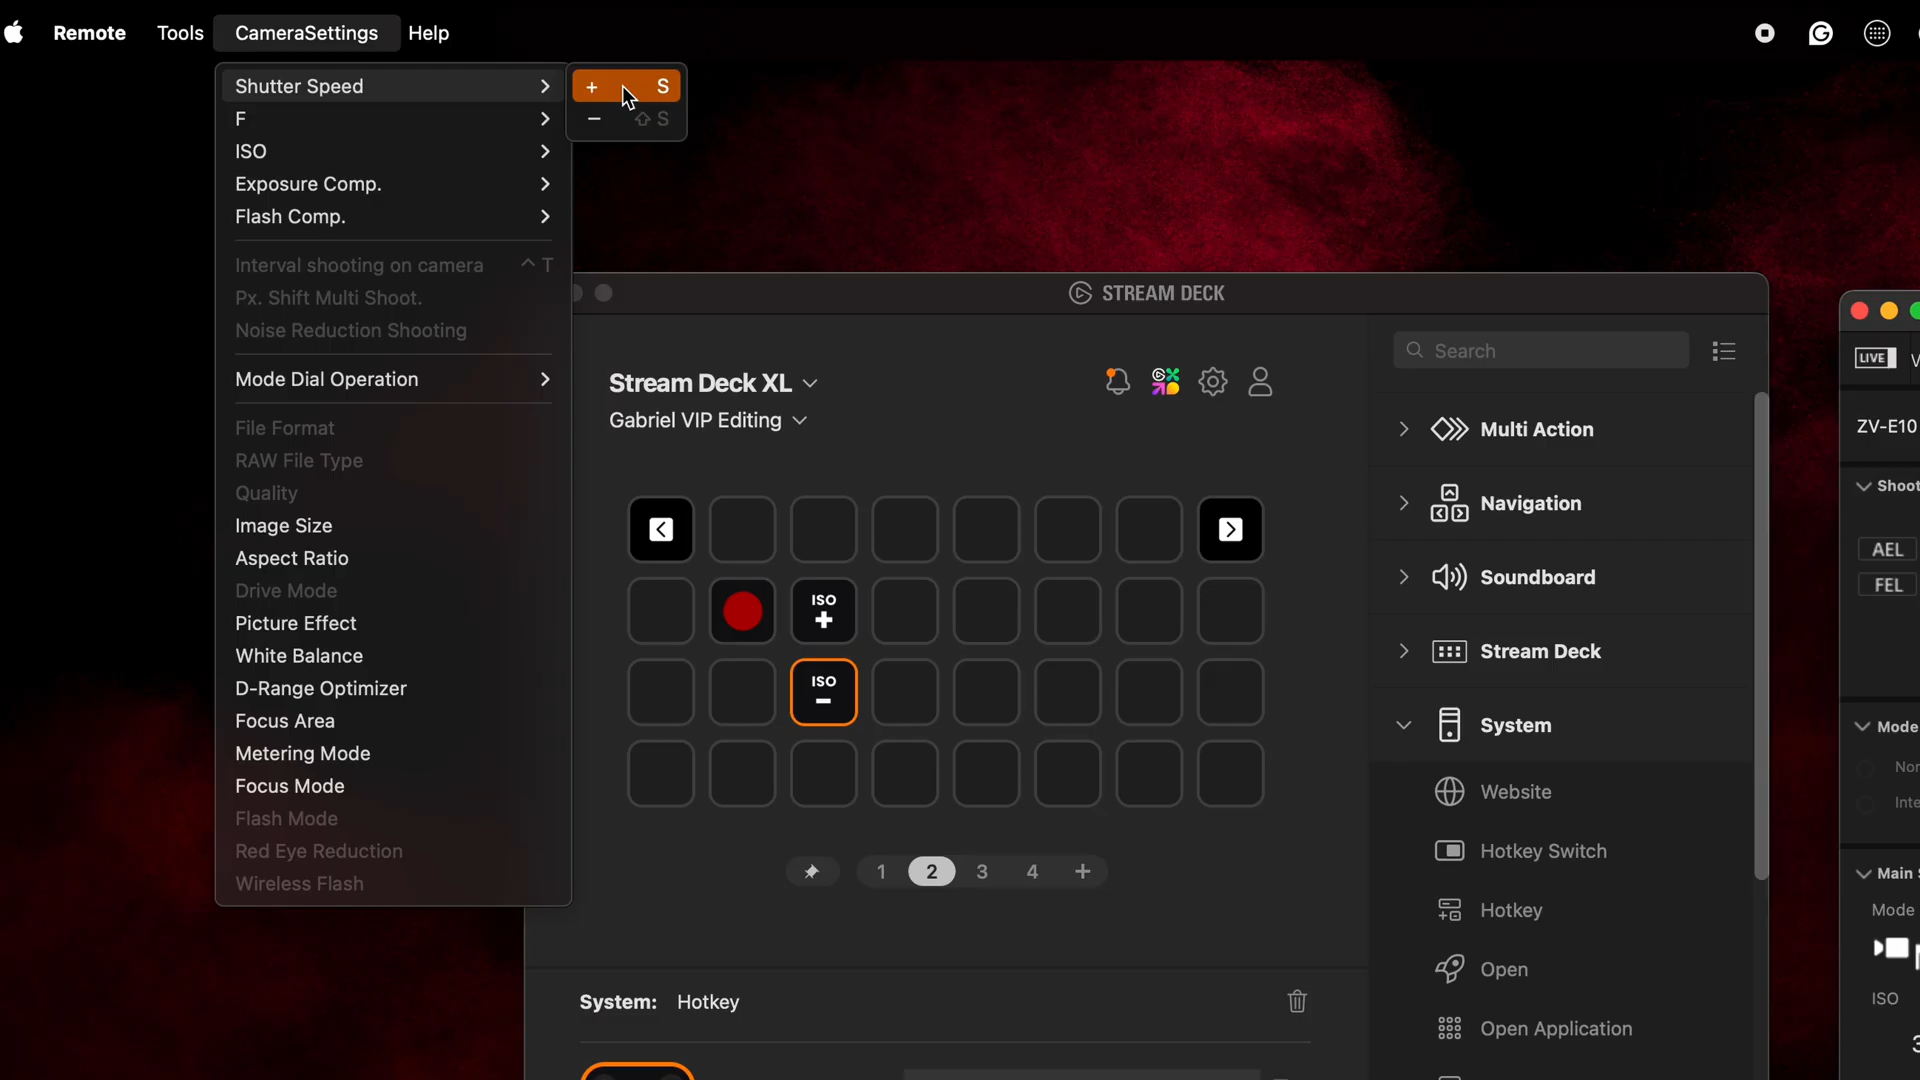 Remote Tools CameraSettings Help
Shutter Speed
+ S
F
- ⇧ S
ISO
Exposure Comp.
Flash Comp.
Interval shooting on camera ^ T
Px. Shift Multi Shoot.
Noise Reduction Shooting
Mode Dial Operation
File Format
RAW File Type
Quality
Image Size
Aspect Ratio
Drive Mode
Picture Effect
White Balance
D-Range Optimizer
Focus Area
Metering Mode
Focus Mode
Flash Mode
Red Eye Reduction
Wireless Flash
STREAM DECK
Stream Deck XL
Gabriel VIP Editing
ISO
+
ISO
-
1 2 3 4 +
System: Hotkey
Search
Multi Action
Navigation
Soundboard
Stream Deck
System
Website
Hotkey Switch
Hotkey
Open
Open Application
LIVE
ZV-E10
Shoot
AEL
FEL
Mode
Nor
Inte
Main
Mode
ISO